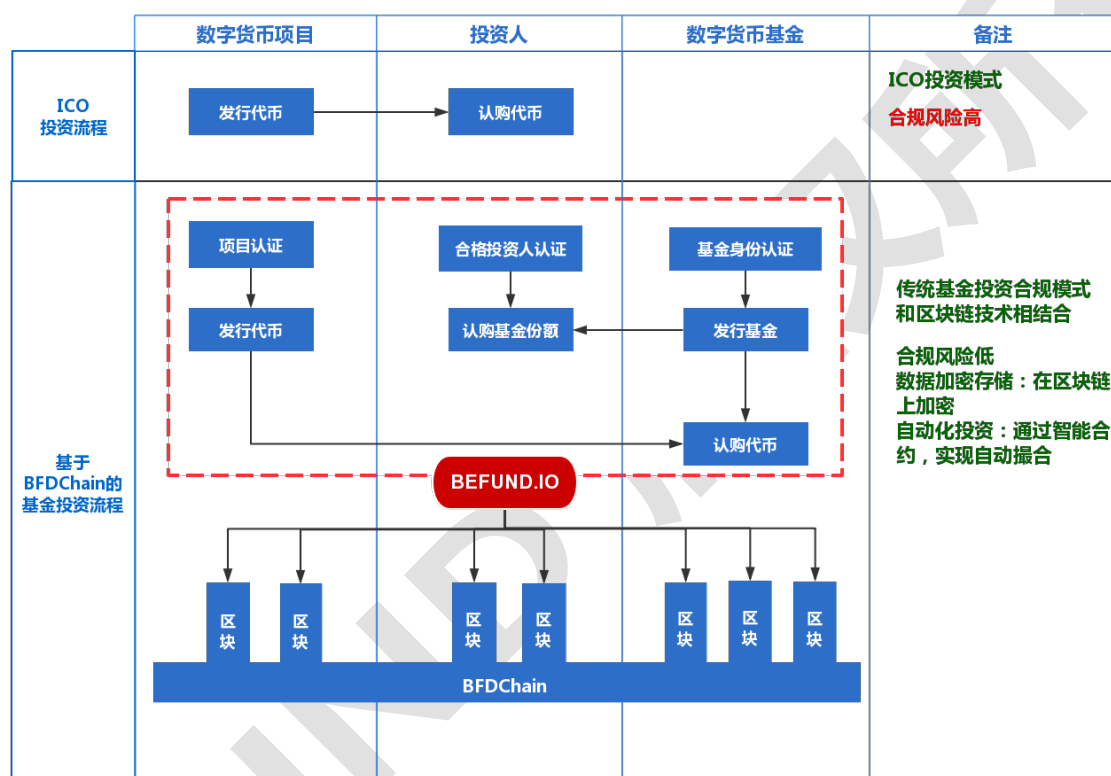 数字货币项目
投资人
数字货币基金
备注
ICO
投资流程
发行代币
认购代币
ICO投资模式
合规风险高
基于
BFDChain的
基金投资流程
项目认证
合格投资人认证
基金身份认证
发行代币
认购基金份额
发行基金
认购代币
传统基金投资合规模式
和区块链技术相结合
合规风险低
数据加密存储：在区块链
上加密
自动化投资：通过智能合
约，实现自动撮合
BEFUND.IO
区块
区块
区块
区块
区块
区块
区块
BFDChain